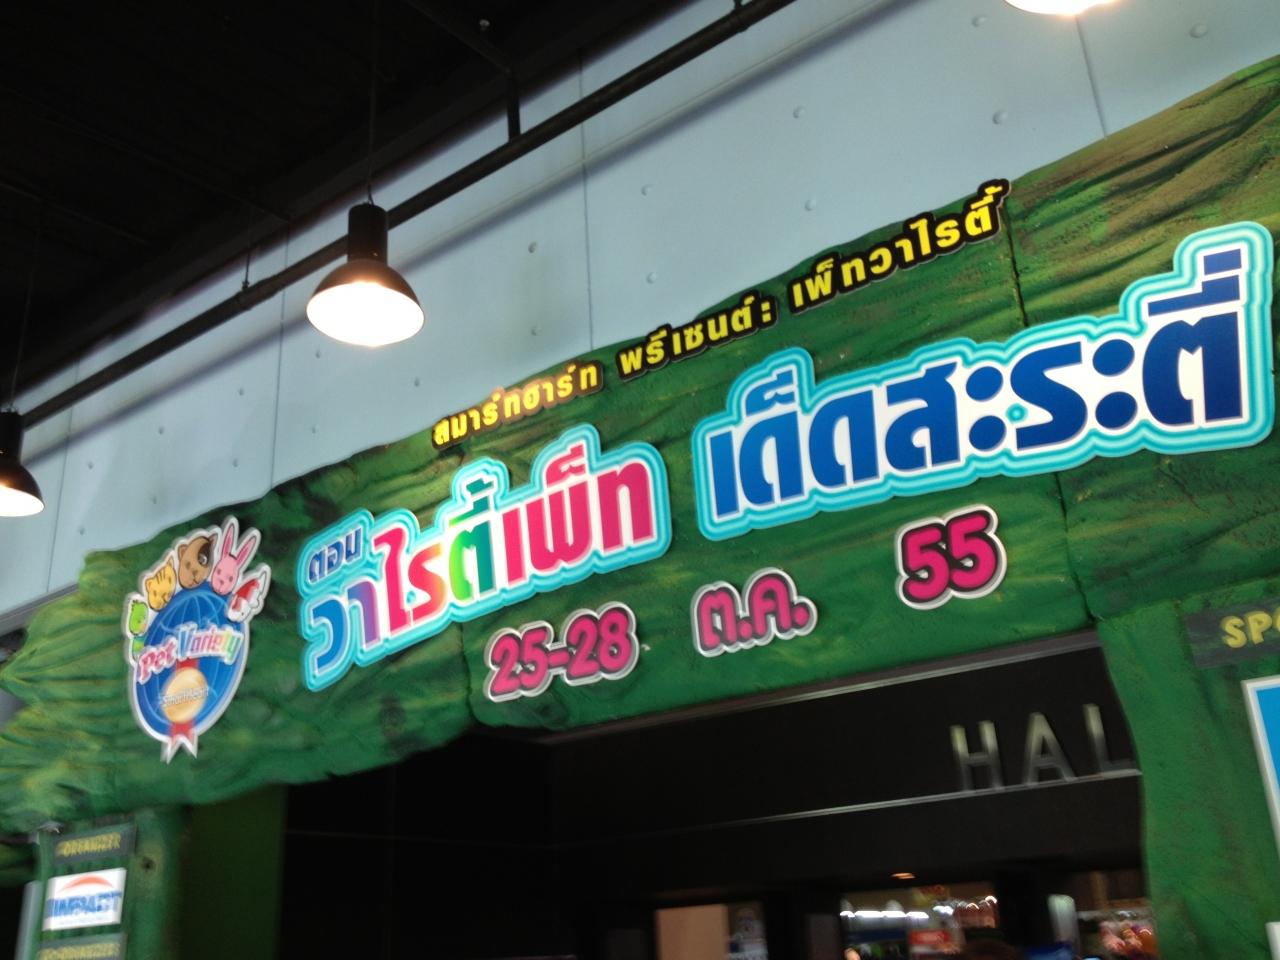 สมาร์ทฮาร์ท พรีเซนต์: เพ็ทวาไรตี้
ตอน
วาไรตี้เพ็ท เด็ดสะระตี่
25-28 ต.ค. 55
Pet Variety
SmartHeart
HAL
SPO
ORGANIZER
IMPACT